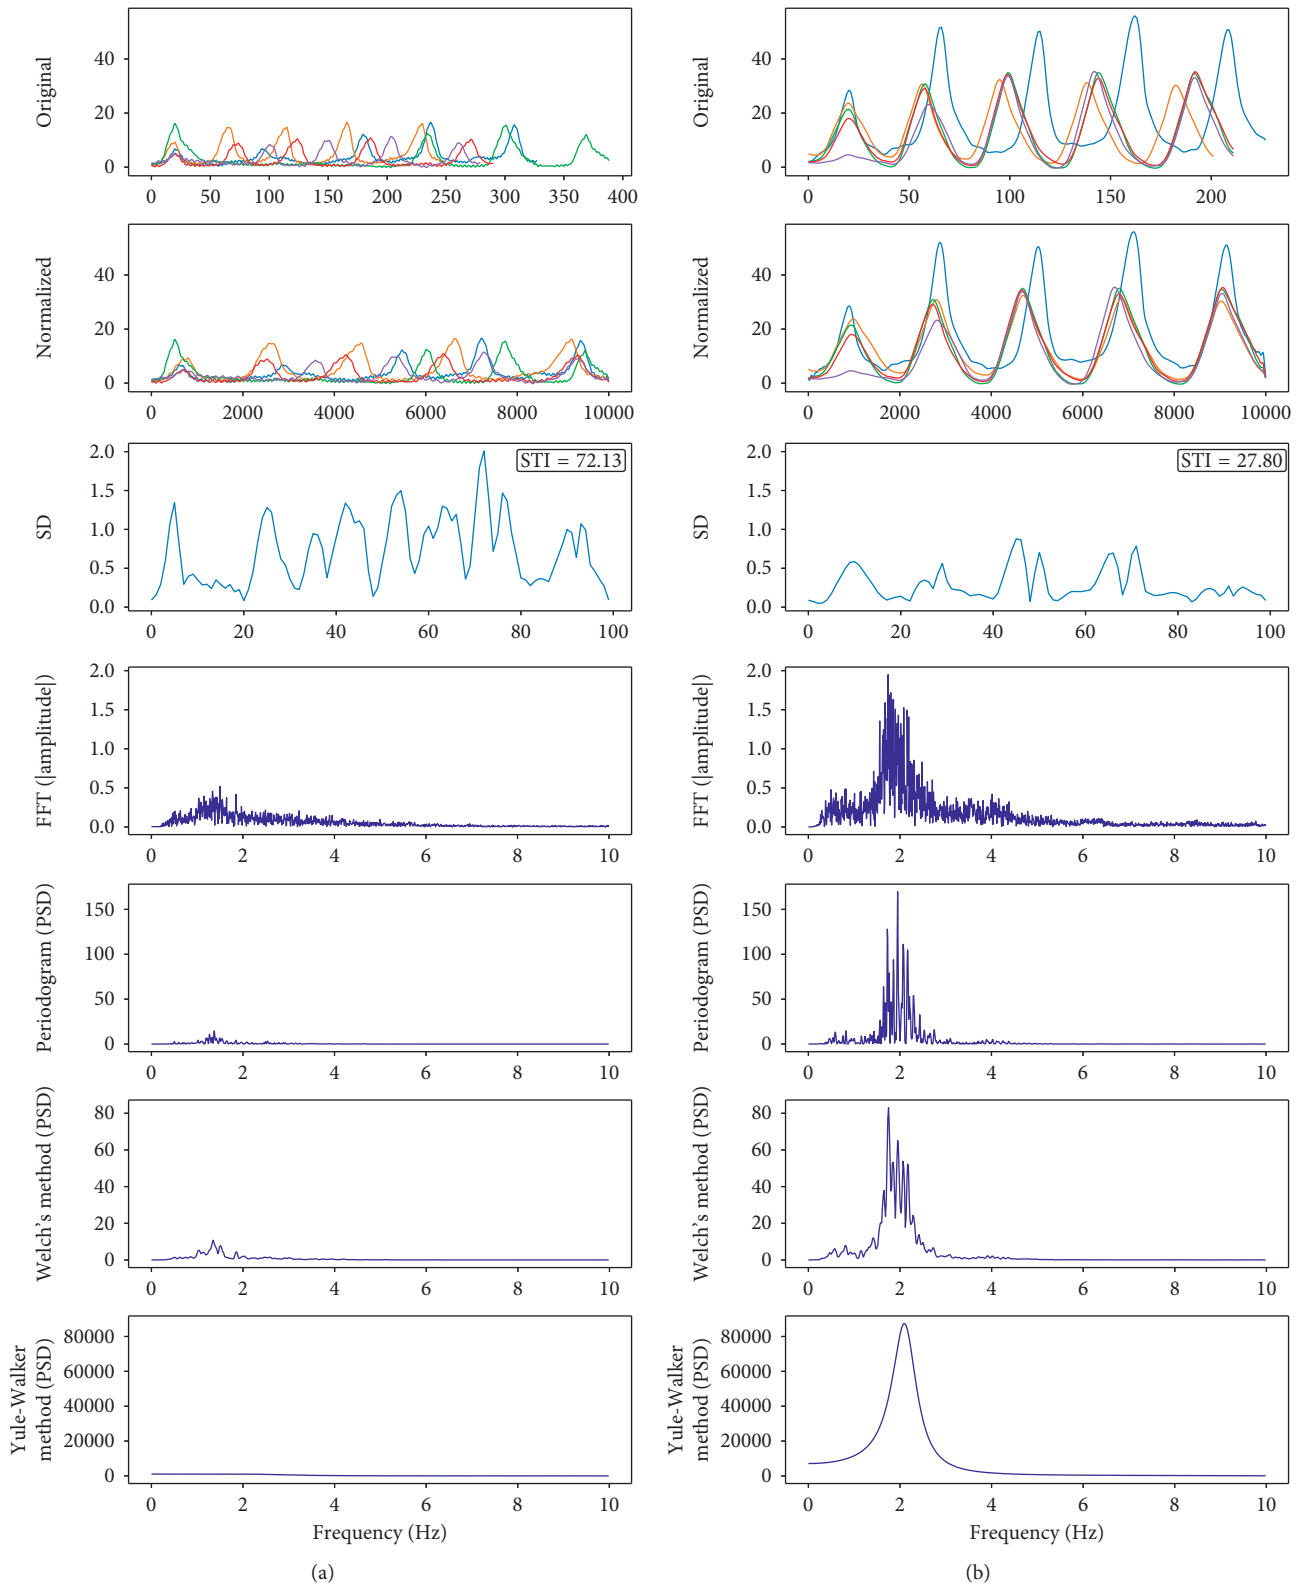 Original
40
20
0
0 50 100 150 200 250 300 350 400
Normalized
40
20
0
0 2000 4000 6000 8000 10000
SD
2.0
1.5
1.0
0.5
0.0
STI = 72.13
0 20 40 60 80 100
FFT (|amplitude|)
2.0
1.5
1.0
0.5
0.0
0 2 4 6 8 10
Periodogram (PSD)
150
100
50
0
0 2 4 6 8 10
Welch's method (PSD)
80
60
40
20
0
0 2 4 6 8 10
Yule-Walker
method (PSD)
80000
60000
40000
20000
0
0 2 4 6 8 10
Frequency (Hz)
(a)
Original
40
20
0
0 50 100 150 200
Normalized
40
20
0
0 2000 4000 6000 8000 10000
SD
2.0
1.5
1.0
0.5
0.0
STI = 27.80
0 20 40 60 80 100
FFT (|amplitude|)
2.0
1.5
1.0
0.5
0.0
0 2 4 6 8 10
Periodogram (PSD)
150
100
50
0
0 2 4 6 8 10
Welch's method (PSD)
80
60
40
20
0
0 2 4 6 8 10
Yule-Walker
method (PSD)
80000
60000
40000
20000
0
0 2 4 6 8 10
Frequency (Hz)
(b)